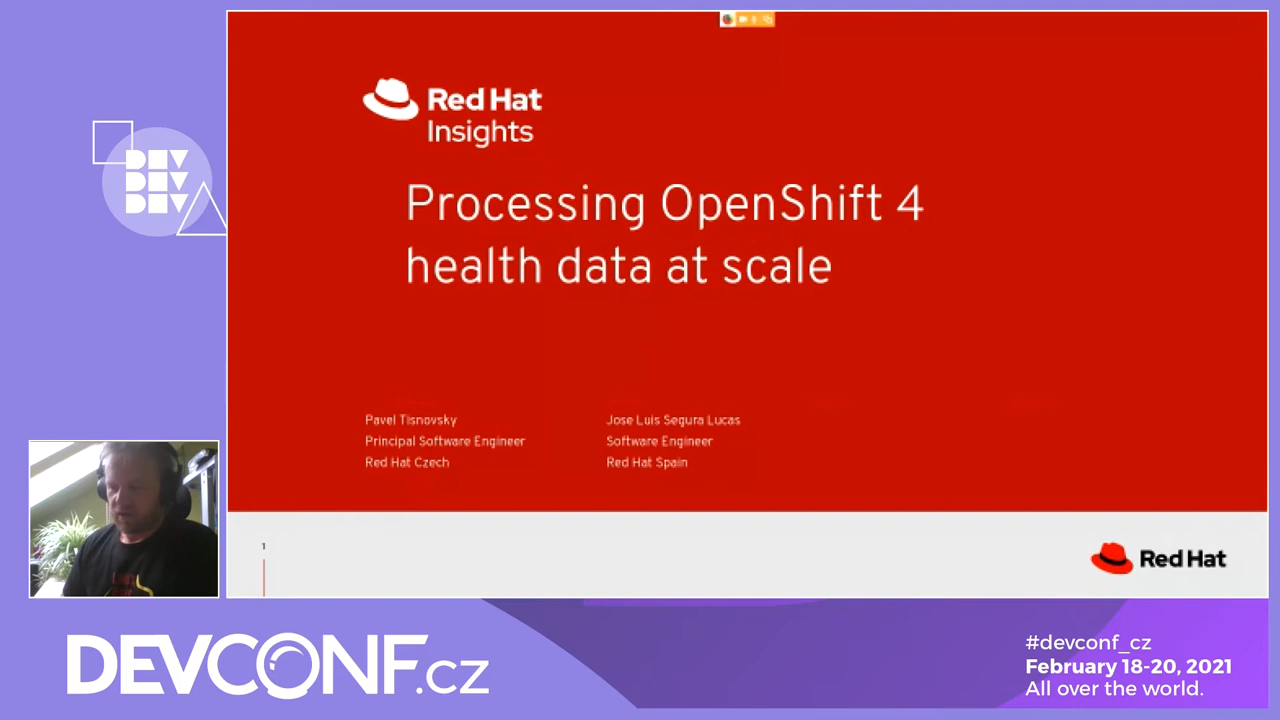 DEV
DEV
DEV
Red Hat
Insights
Processing OpenShift 4
health data at scale
Pavel Tisnovsky
Principal Software Engineer
Red Hat Czech
Jose Luis Segura Lucas
Software Engineer
Red Hat Spain
1
Red Hat
DEVCONF.cz
#devconf_cz
February 18-20, 2021
All over the world.